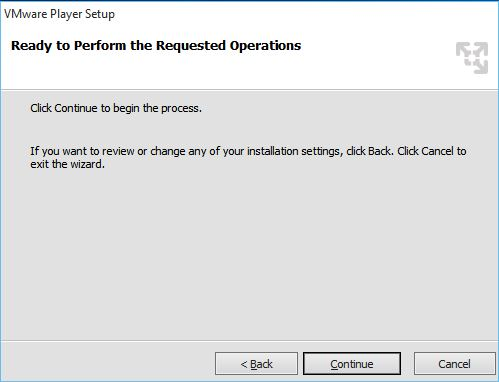 VMware Player Setup
Ready to Perform the Requested Operations
Click Continue to begin the process.
If you want to review or change any of your installation settings, click Back. Click Cancel to
exit the wizard.
< Back
Continue
Cancel